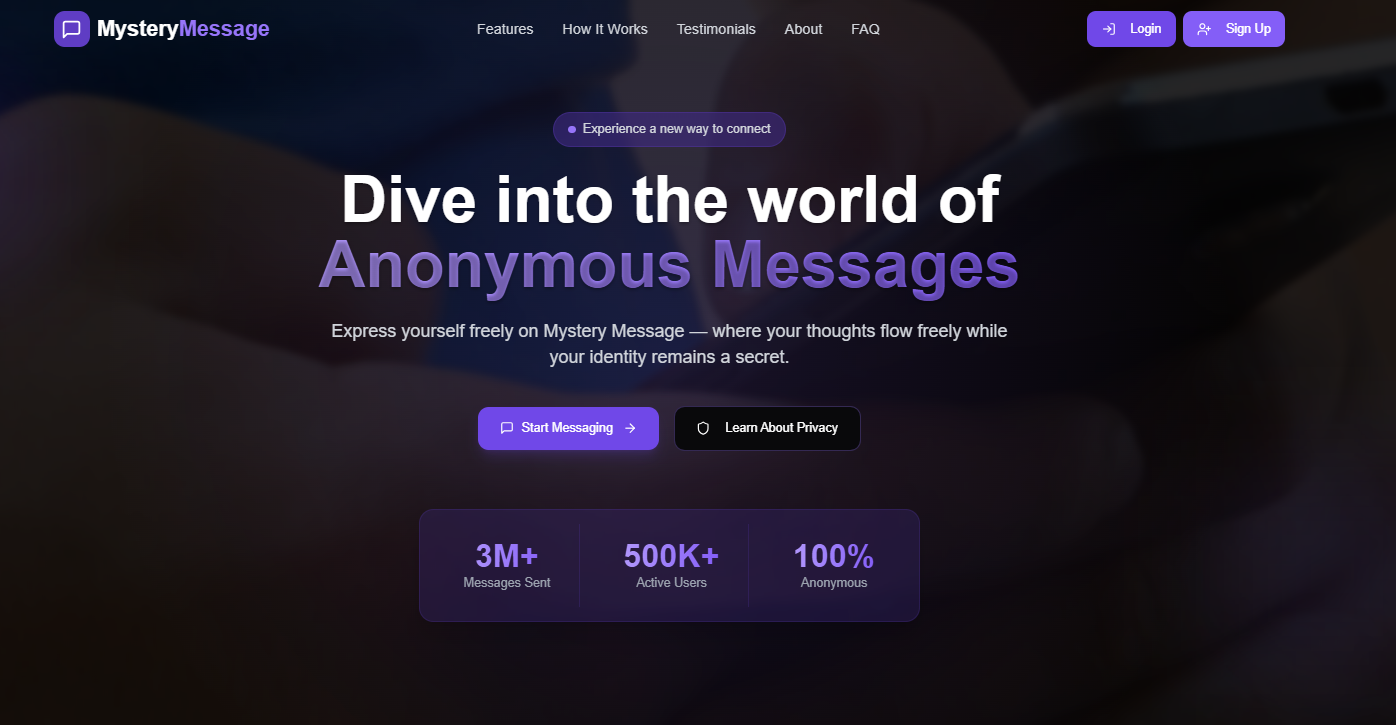 MysteryMessage
Features
How It Works
Testimonials
About
FAQ
Login
Sign Up
Experience a new way to connect
Dive into the world of
Anonymous Messages
Express yourself freely on Mystery Message — where your thoughts flow freely while
your identity remains a secret.
Start Messaging
Learn About Privacy
3M+
Messages Sent
500K+
Active Users
100%
Anonymous